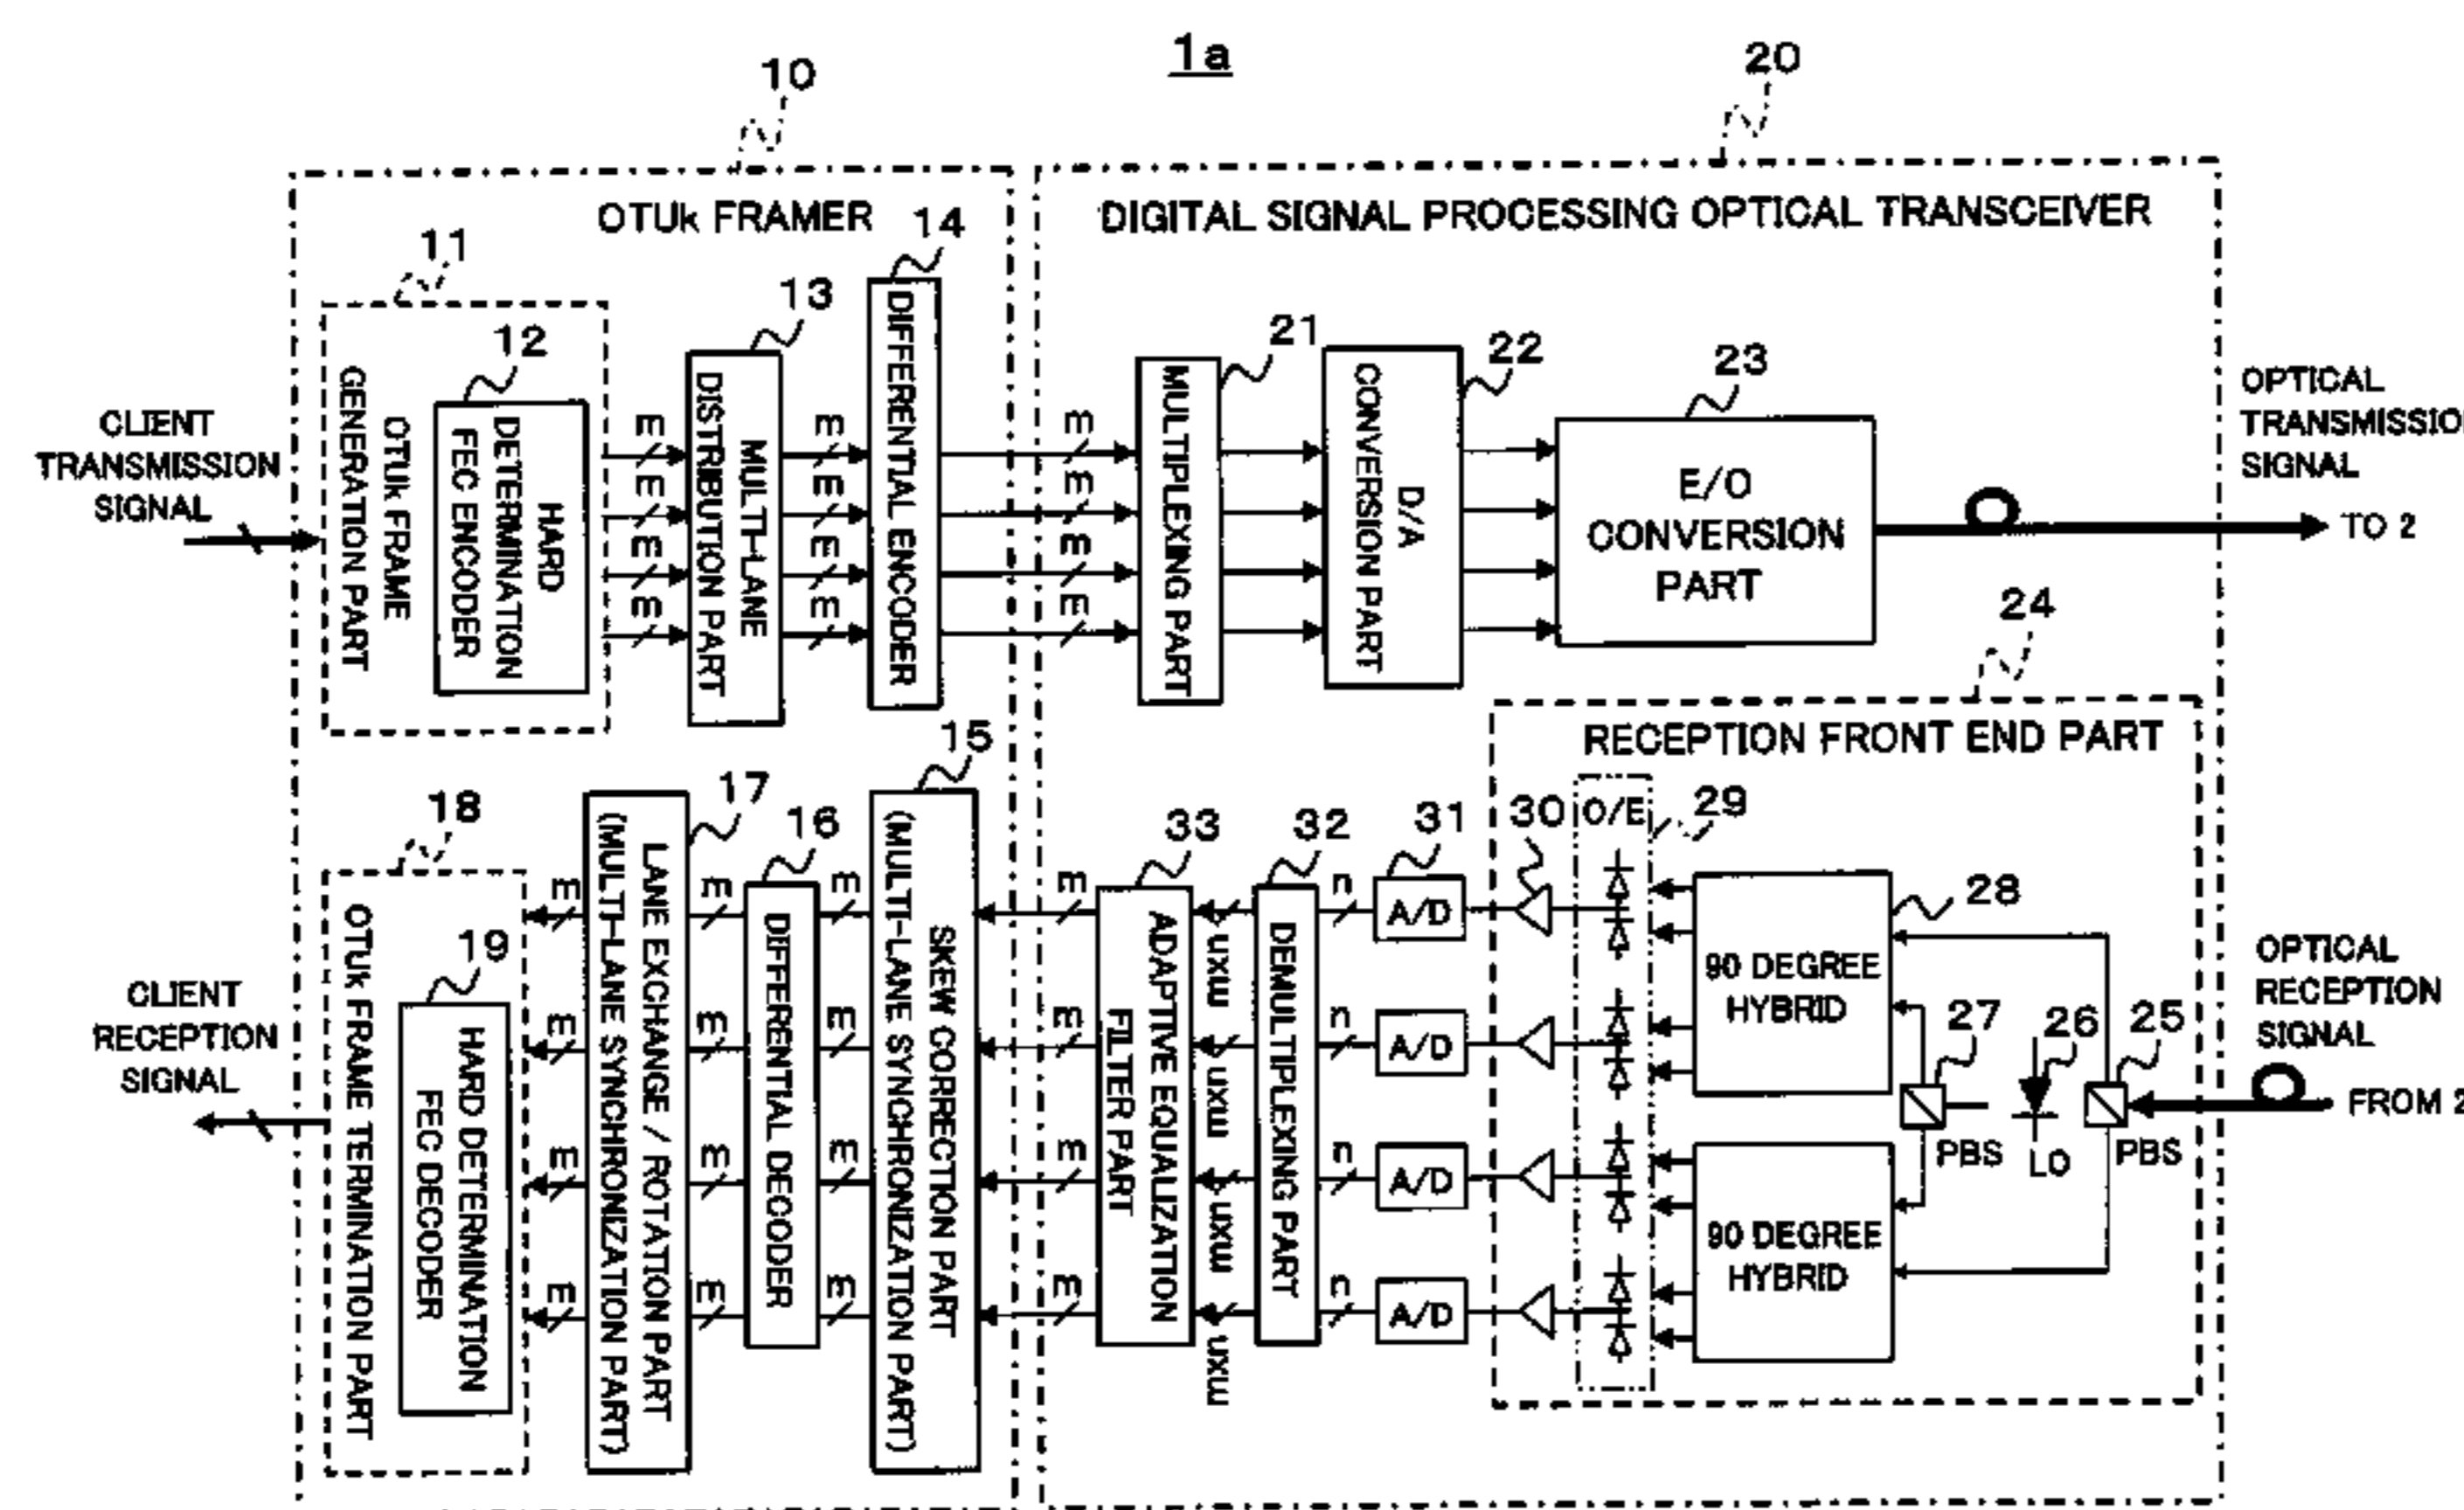 1a
10
20
OTUk FRAMER
DIGITAL SIGNAL PROCESSING OPTICAL TRANSCEIVER
11
12
13
14
21
22
23
CLIENT
TRANSMISSION
SIGNAL
OTUk FRAME
GENERATION PART
HARD
DETERMINATION
FEC ENCODER
m
m
m
m
MULTI-LANE
DISTRIBUTION PART
m
m
m
m
DIFFERENTIAL ENCODER
m
m
m
m
MULTIPLEXING PART
D/A
CONVERSION PART
E/O
CONVERSION
PART
OPTICAL
TRANSMISSIO
SIGNAL
TO 2
24
RECEPTION FRONT END PART
15
16
17
18
19
33
32
31
30
O/E
29
28
27
26
25
CLIENT
RECEPTION
SIGNAL
OTUk FRAME TERMINATION PART
HARD DETERMINATION
FEC DECODER
m
m
m
m
LANE EXCHANGE / ROTATION PART
(MULTI-LANE SYNCHRONIZATION PART)
m
m
m
m
DIFFERENTIAL DECODER
m
m
m
m
SKEW CORRECTION PART
(MULTI-LANE SYNCHRONIZATION PART)
m
m
m
m
ADAPTIVE EQUALIZATION
FILTER PART
mxn
mxn
mxn
mxn
DEMULTIPLEXING PART
n
n
n
n
A/D
A/D
A/D
A/D
90 DEGREE
HYBRID
90 DEGREE
HYBRID
PBS
LO
PBS
OPTICAL
RECEPTION
SIGNAL
FROM 2